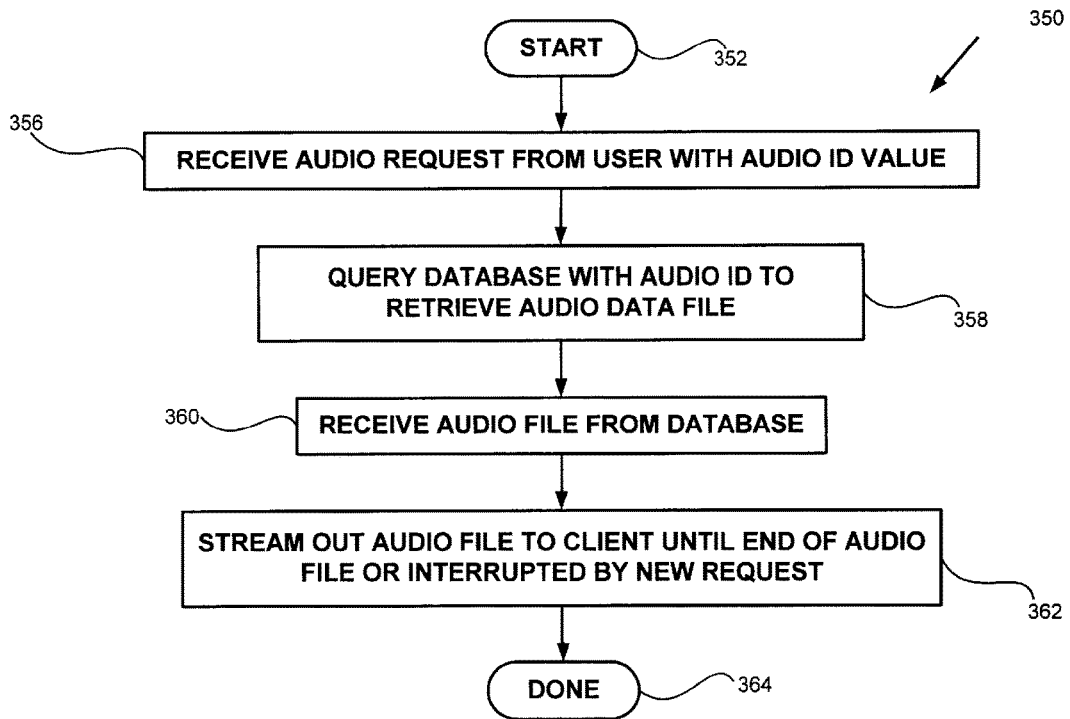 350
START
352
356
RECEIVE AUDIO REQUEST FROM USER WITH AUDIO ID VALUE
QUERY DATABASE WITH AUDIO ID TO
RETRIEVE AUDIO DATA FILE
358
360
RECEIVE AUDIO FILE FROM DATABASE
STREAM OUT AUDIO FILE TO CLIENT UNTIL END OF AUDIO
FILE OR INTERRUPTED BY NEW REQUEST
362
DONE
364